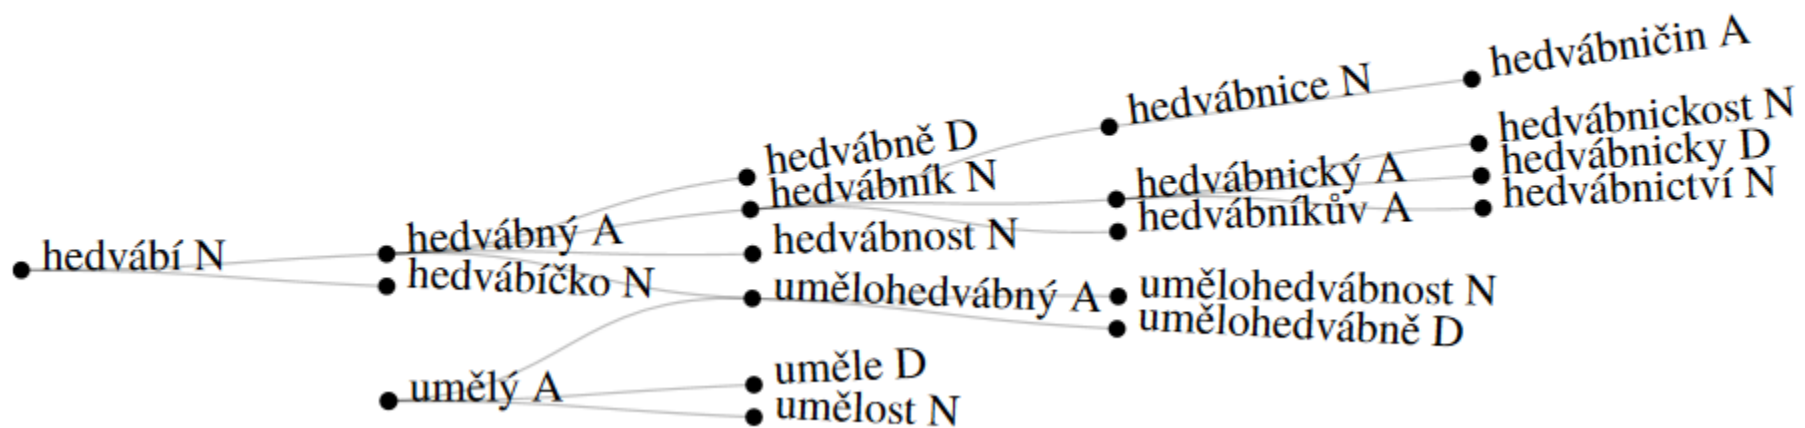 hedvábí N
hedvábný A
hedvábíčko N
umělý A
hedvábně D
hedvábník N
hedvábnost N
umělohedvábný A
uměle D
umělost N
hedvábnice N
hedvábnický A
hedvábníkův A
umělohedvábnost N
umělohedvábně D
hedvábničin A
hedvábnickost N
hedvábnicky D
hedvábnictví N